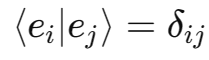 ⟨e_i|e_j⟩ = δ_ij